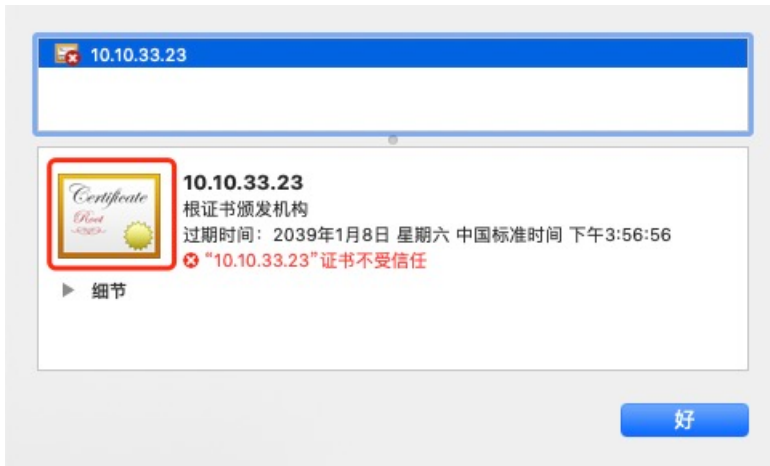 10.10.33.23
Certificate
Root
10.10.33.23
根证书颁发机构
过期时间：2039年1月8日 星期六 中国标准时间 下午3:56:56
“10.10.33.23”证书不受信任
细节
好